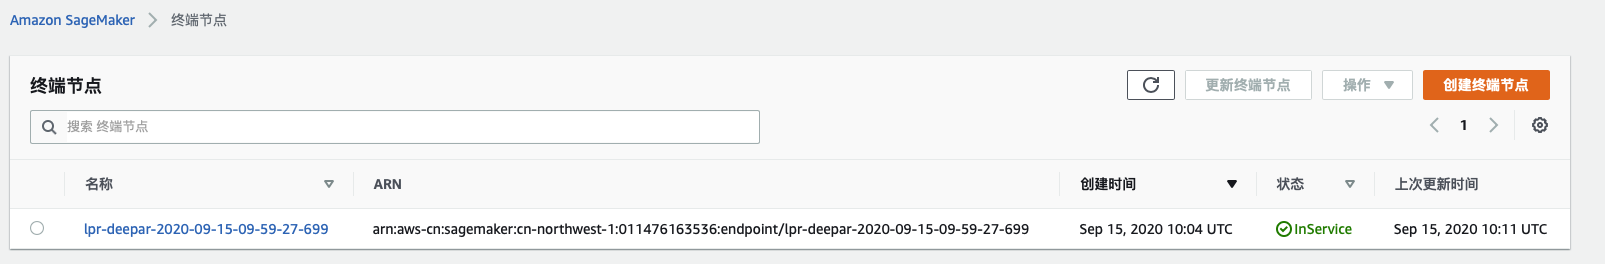 Amazon SageMaker 终端节点
终端节点
更新终端节点 操作 创建终端节点
搜索 终端节点
1
名称 ARN 创建时间 状态 上次更新时间
lpr-deepar-2020-09-15-09-59-27-699 arn:aws-cn:sagemaker:cn-northwest-1:011476163536:endpoint/lpr-deepar-2020-09-15-09-59-27-699 Sep 15, 2020 10:04 UTC InService Sep 15, 2020 10:11 UTC